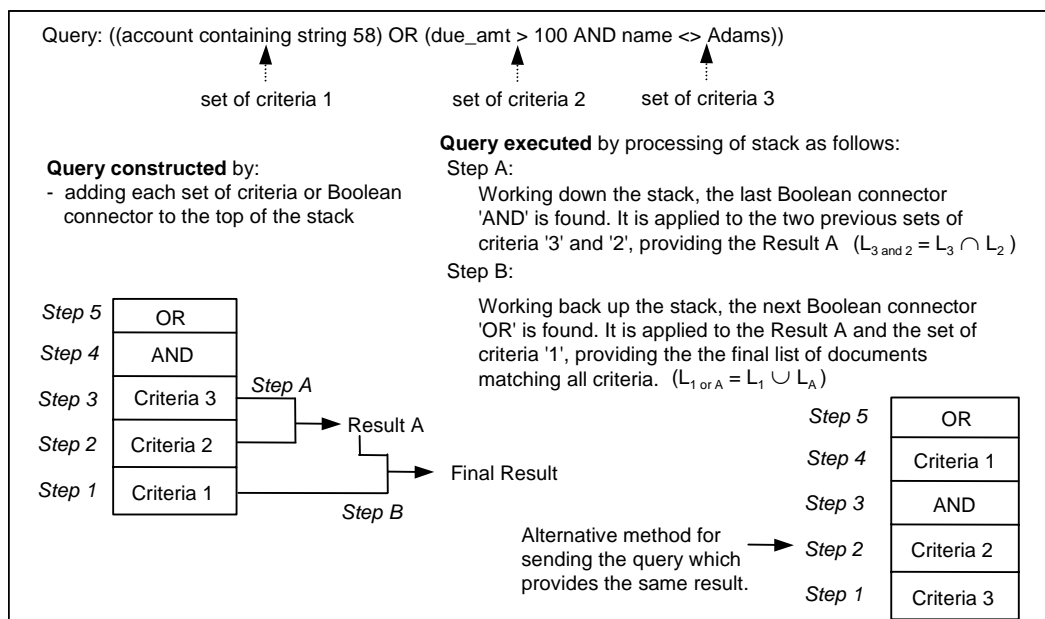 Query: ((account containing string 58) OR (due_amt > 100 AND name <> Adams))
set of criteria 1
set of criteria 2
set of criteria 3
Query constructed by:
- adding each set of criteria or Boolean
connector to the top of the stack
Query executed by processing of stack as follows:
Step A:
Working down the stack, the last Boolean connector
'AND' is found. It is applied to the two previous sets of
criteria '3' and '2', providing the Result A (L3 and 2 = L3 ∩ L2 )
Step B:
Working back up the stack, the next Boolean connector
'OR' is found. It is applied to the Result A and the set of
criteria '1', providing the the final list of documents
matching all criteria. (L1 or A = L1 ∪ LA )
Step 5 OR
Step 4 AND
Step 3 Criteria 3
Step 2 Criteria 2
Step 1 Criteria 1
Step A
Result A
Final Result
Step B
Alternative method for
sending the query which
provides the same result.
Step 5 OR
Step 4 Criteria 1
Step 3 AND
Step 2 Criteria 2
Step 1 Criteria 3